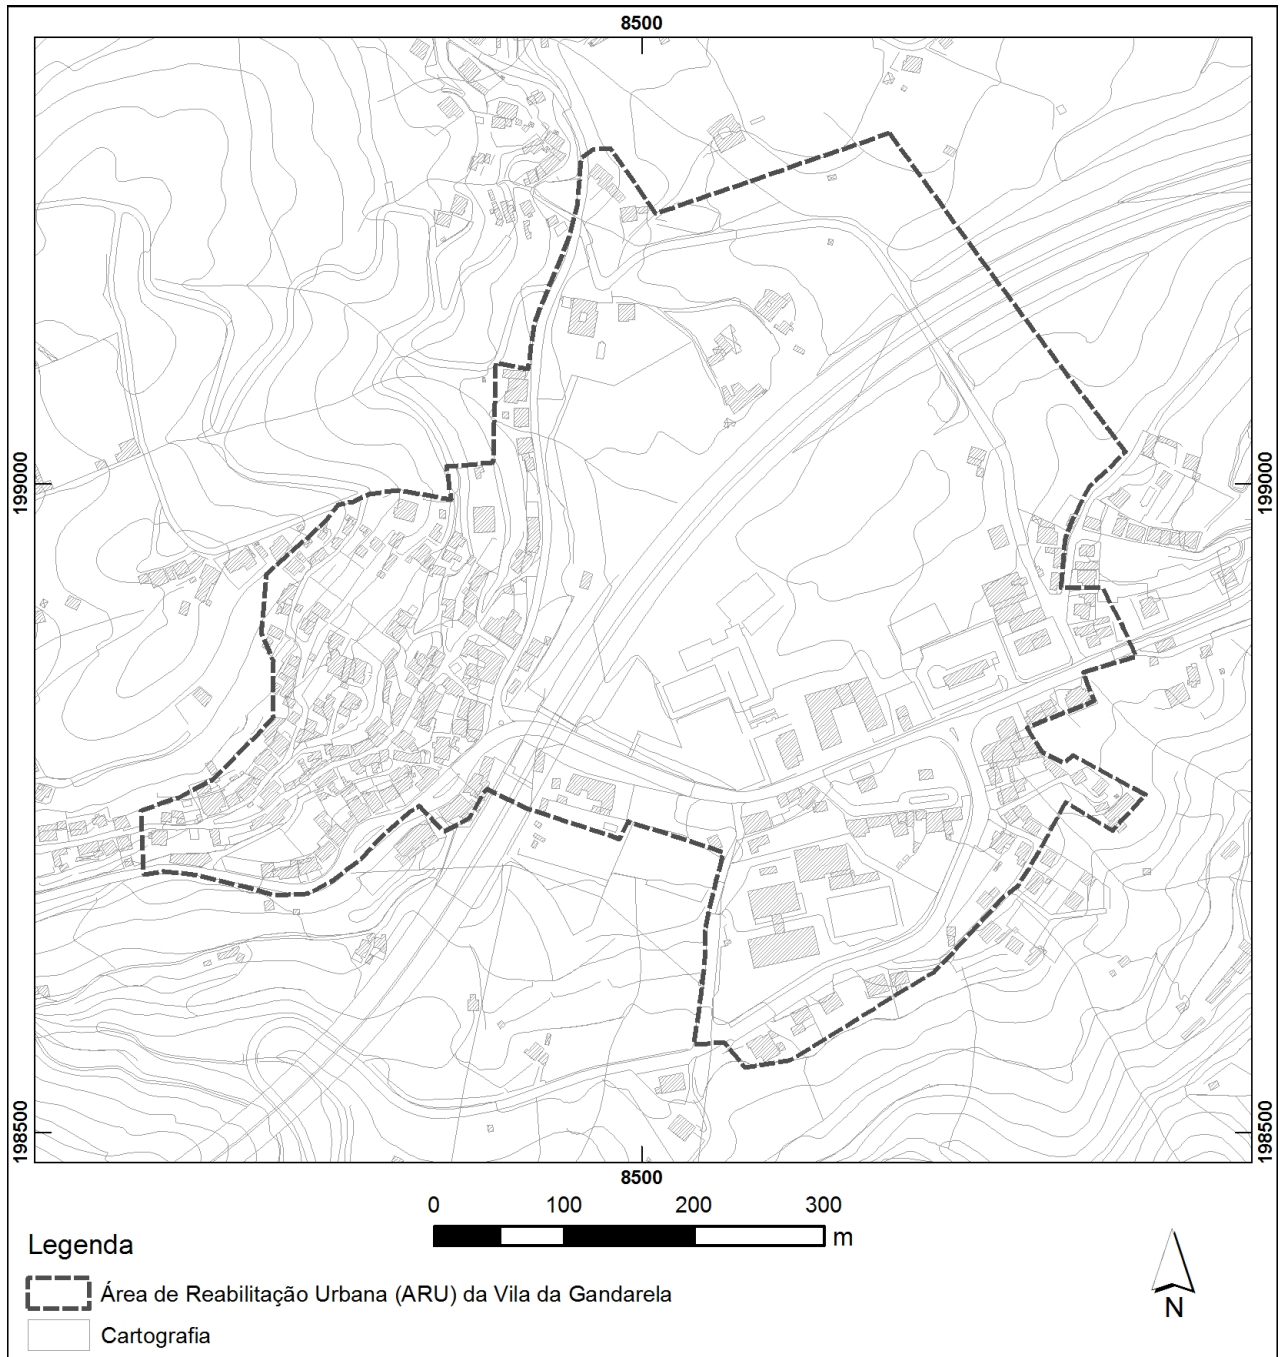 8500
199000
199000
198500
198500
8500
0 100 200 300
m
Legenda
Área de Reabilitação Urbana (ARU) da Vila da Gandarela
Cartografia
N